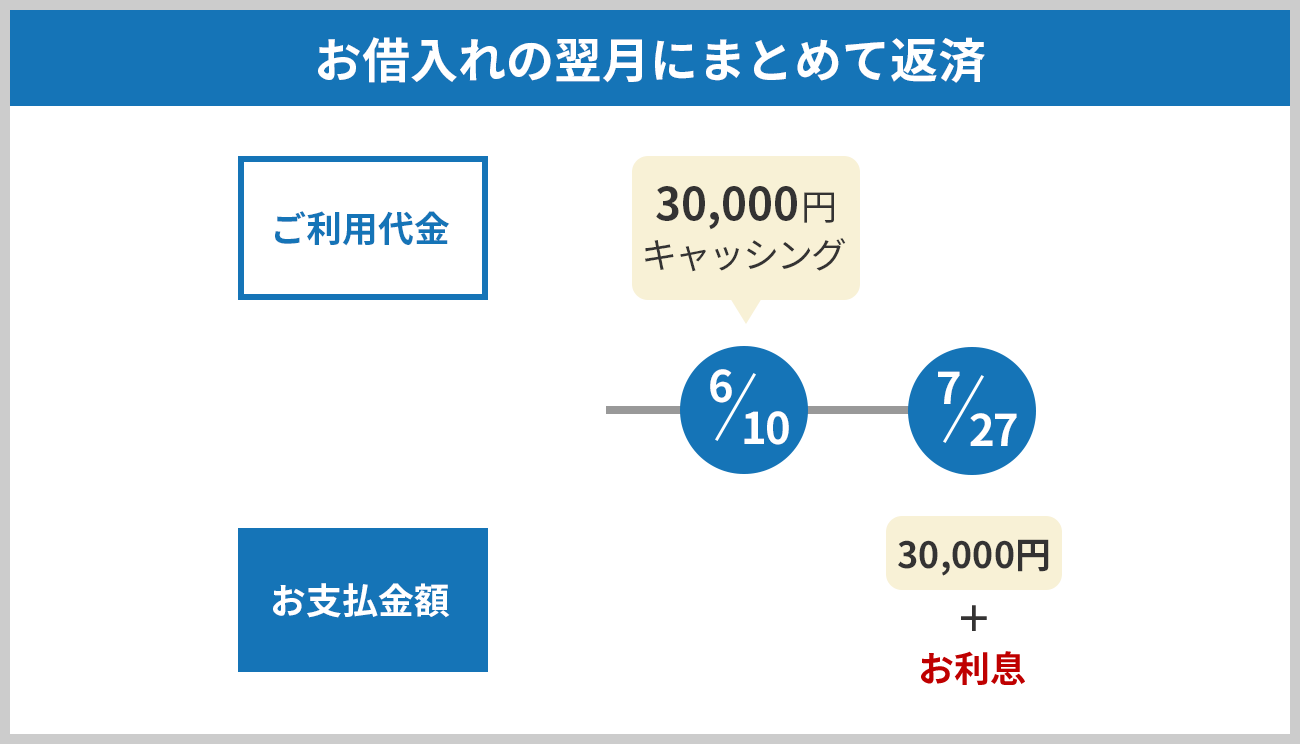 お借入れの翌月にまとめて返済
ご利用代金
30,000円
キャッシング
6/10
7/27
お支払金額
30,000円
+
お利息